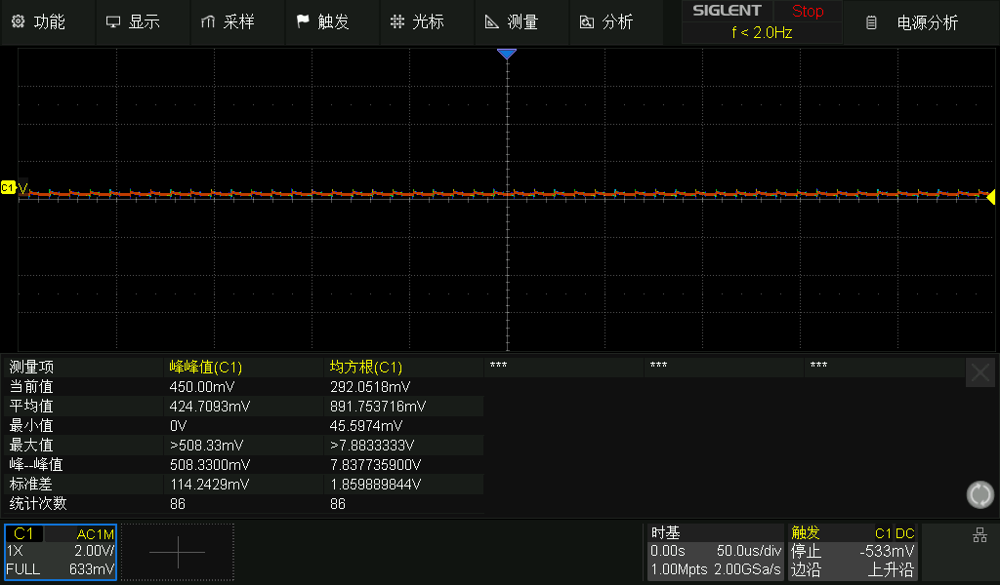 功能 显示 采样 触发 光标 测量 分析 SIGLENT Stop 电源分析
f < 2.0Hz
C1
测量项 峰峰值(C1) 均方根(C1) *** *** ***
当前值 450.00mV 292.0518mV
平均值 424.7093mV 891.753716mV
最小值 0V 45.5974mV
最大值 >508.33mV >7.8833333V
峰--峰值 508.3300mV 7.837735900V
标准差 114.2429mV 1.859889844V
统计次数 86 86
C1 AC1M 时基 触发 C1 DC
1X 2.00V/ 0.00s 50.0us/div 停止 -533mV
FULL 633mV 1.00Mpts 2.00GSa/s 边沿 上升沿